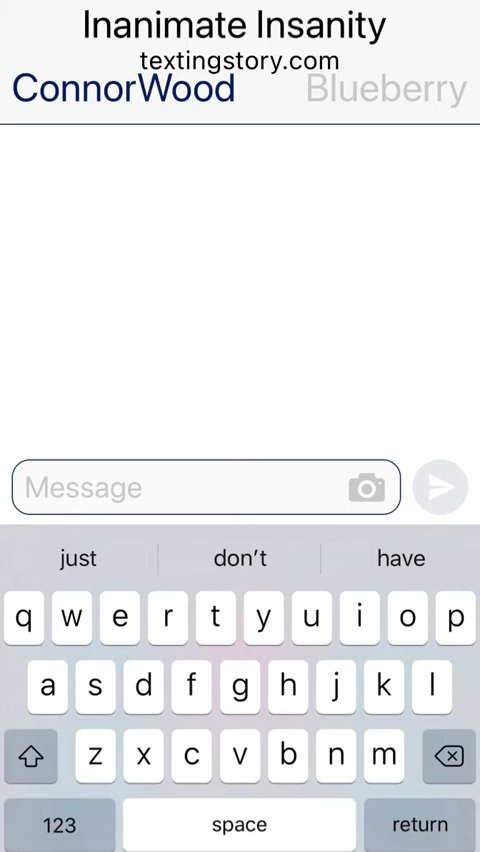 Inanimate Insanity
textingstory.com
ConnorWood Blueberry
Message
just don’t have
q w e r t y u i o p
a s d f g h j k l
z x c v b n m
123 space return